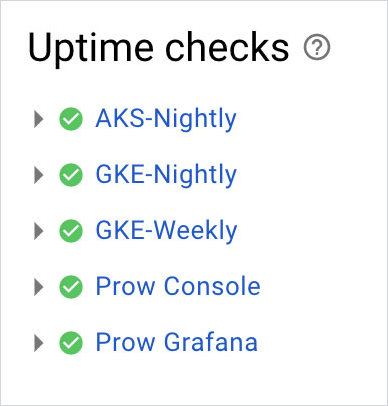 Uptime checks ?
AKS-Nightly
GKE-Nightly
GKE-Weekly
Prow Console
Prow Grafana